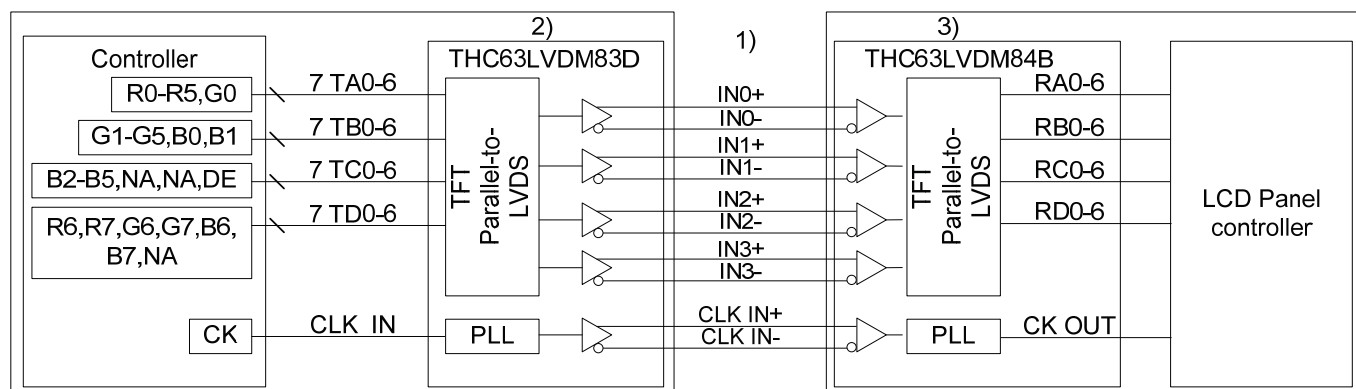 2)
1)
3)
Controller
THC63LVDM83D
THC63LVDM84B
R0-R5,G0
7 TA0-6
IN0+
RA0-6
IN0-
G1-G5,B0,B1
7 TB0-6
IN1+
RB0-6
IN1-
B2-B5,NA,NA,DE
7 TC0-6
IN2+
RC0-6
IN2-
R6,R7,G6,G7,B6,
B7,NA
7 TD0-6
IN3+
RD0-6
IN3-
TFT
Parallel-to-
LVDS
TFT
Parallel-to-
LVDS
LCD Panel
controller
CK
CLK IN
PLL
CLK IN+
CLK IN-
PLL
CK OUT